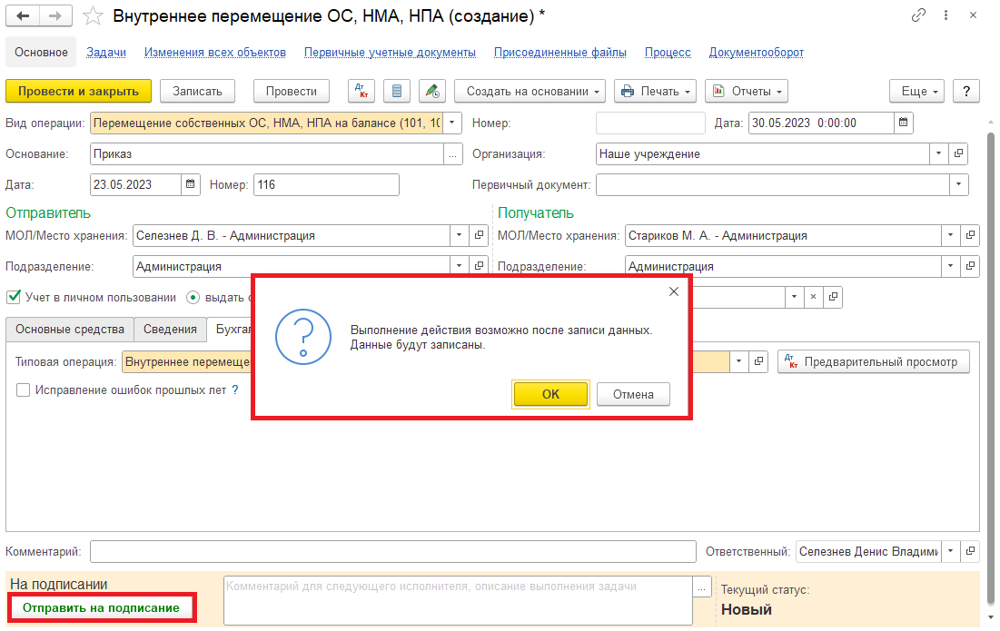 Внутреннее перемещение ОС, НМА, НПА (создание) *
Основное Задачи Изменения всех объектов Первичные учетные документы Присоединенные файлы Процесс Документооборот
Провести и закрыть Записать Провести Дт Кт Создать на основании Печать Отчеты Еще ?
Вид операции: Перемещение собственных ОС, НМА, НПА на балансе (101, 10 Номер: Дата: 30.05.2023 0:00:00
Основание: Приказ ... Организация: Наше учреждение
Дата: 23.05.2023 Номер: 116 Первичный документ:
Отправитель Получатель
МОЛ/Место хранения: Селезнев Д. В. - Администрация МОЛ/Место хранения: Стариков М. А. - Администрация
Подразделение: Администрация Подразделение: Администрация
Учет в личном пользовании выдать
Основные средства Сведения Бухгал
Типовая операция: Внутреннее перемеще Дт Кт Предварительный просмотр
Исправление ошибок прошлых лет ?
Выполнение действия возможно после записи данных.
Данные будут записаны.
OK Отмена
Комментарий: Ответственный: Селезнев Денис Владими
На подписании
Отправить на подписание
Комментарий для следующего исполнителя, описание выполнения задачи ...
Текущий статус:
Новый